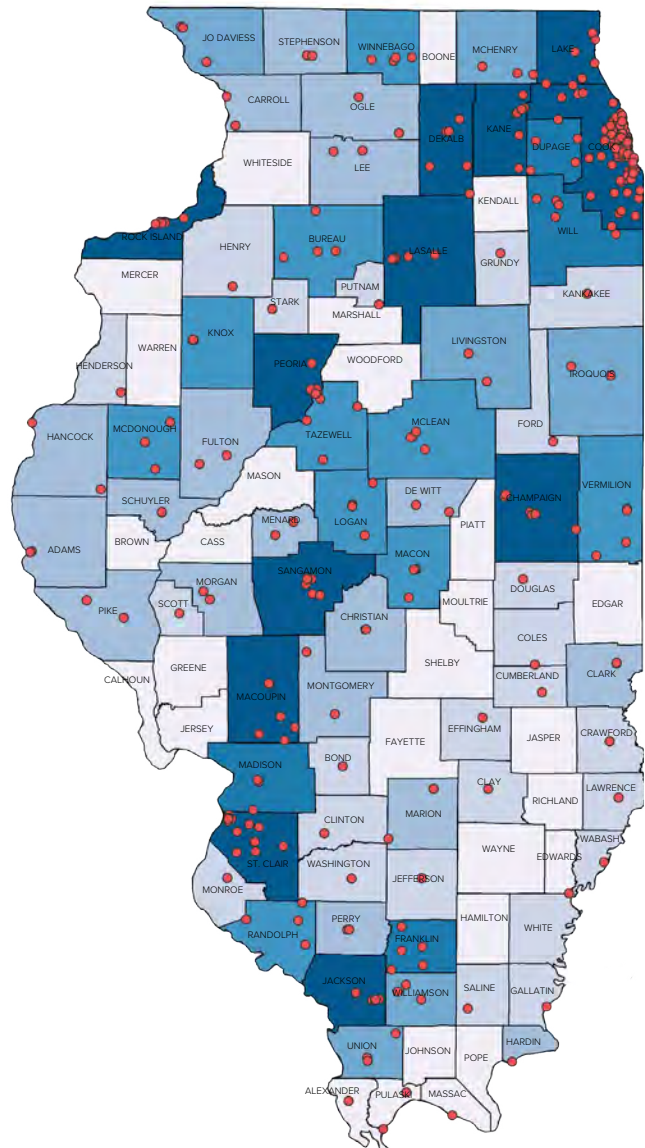 JO DAVIESS
STEPHENSON
WINNEBAGO
BOONE
MCHENRY
LAKE
CARROLL
OGLE
DEKALB
KANE
DUPAGE
COOK
WHITESIDE
LEE
KENDALL
WILL
ROCK ISLAND
HENRY
BUREAU
LASALLE
GRUNDY
MERCER
PUTNAM
KANKAKEE
STARK
MARSHALL
KNOX
WARREN
HENDERSON
PEORIA
WOODFORD
LIVINGSTON
IROQUOIS
HANCOCK
MCDONOUGH
FULTON
TAZEWELL
MCLEAN
FORD
MASON
SCHUYLER
DE WITT
CHAMPAIGN
VERMILION
LOGAN
MENARD
PIATT
ADAMS
BROWN
CASS
SANGAMON
MACON
MORGAN
DOUGLAS
PIKE
SCOTT
CHRISTIAN
MOULTRIE
EDGAR
COLES
GREENE
SHELBY
CALHOUN
MACOUPIN
MONTGOMERY
CUMBERLAND
CLARK
JERSEY
EFFINGHAM
FAYETTE
JASPER
CRAWFORD
MADISON
BOND
CLAY
LAWRENCE
RICHLAND
CLINTON
MARION
ST. CLAIR
WAYNE
EDWARDS
WABASH
WASHINGTON
JEFFERSON
MONROE
RANDOLPH
PERRY
FRANKLIN
HAMILTON
WHITE
JACKSON
WILLIAMSON
SALINE
GALLATIN
UNION
JOHNSON
POPE
HARDIN
ALEXANDER
PULASKI
MASSAC